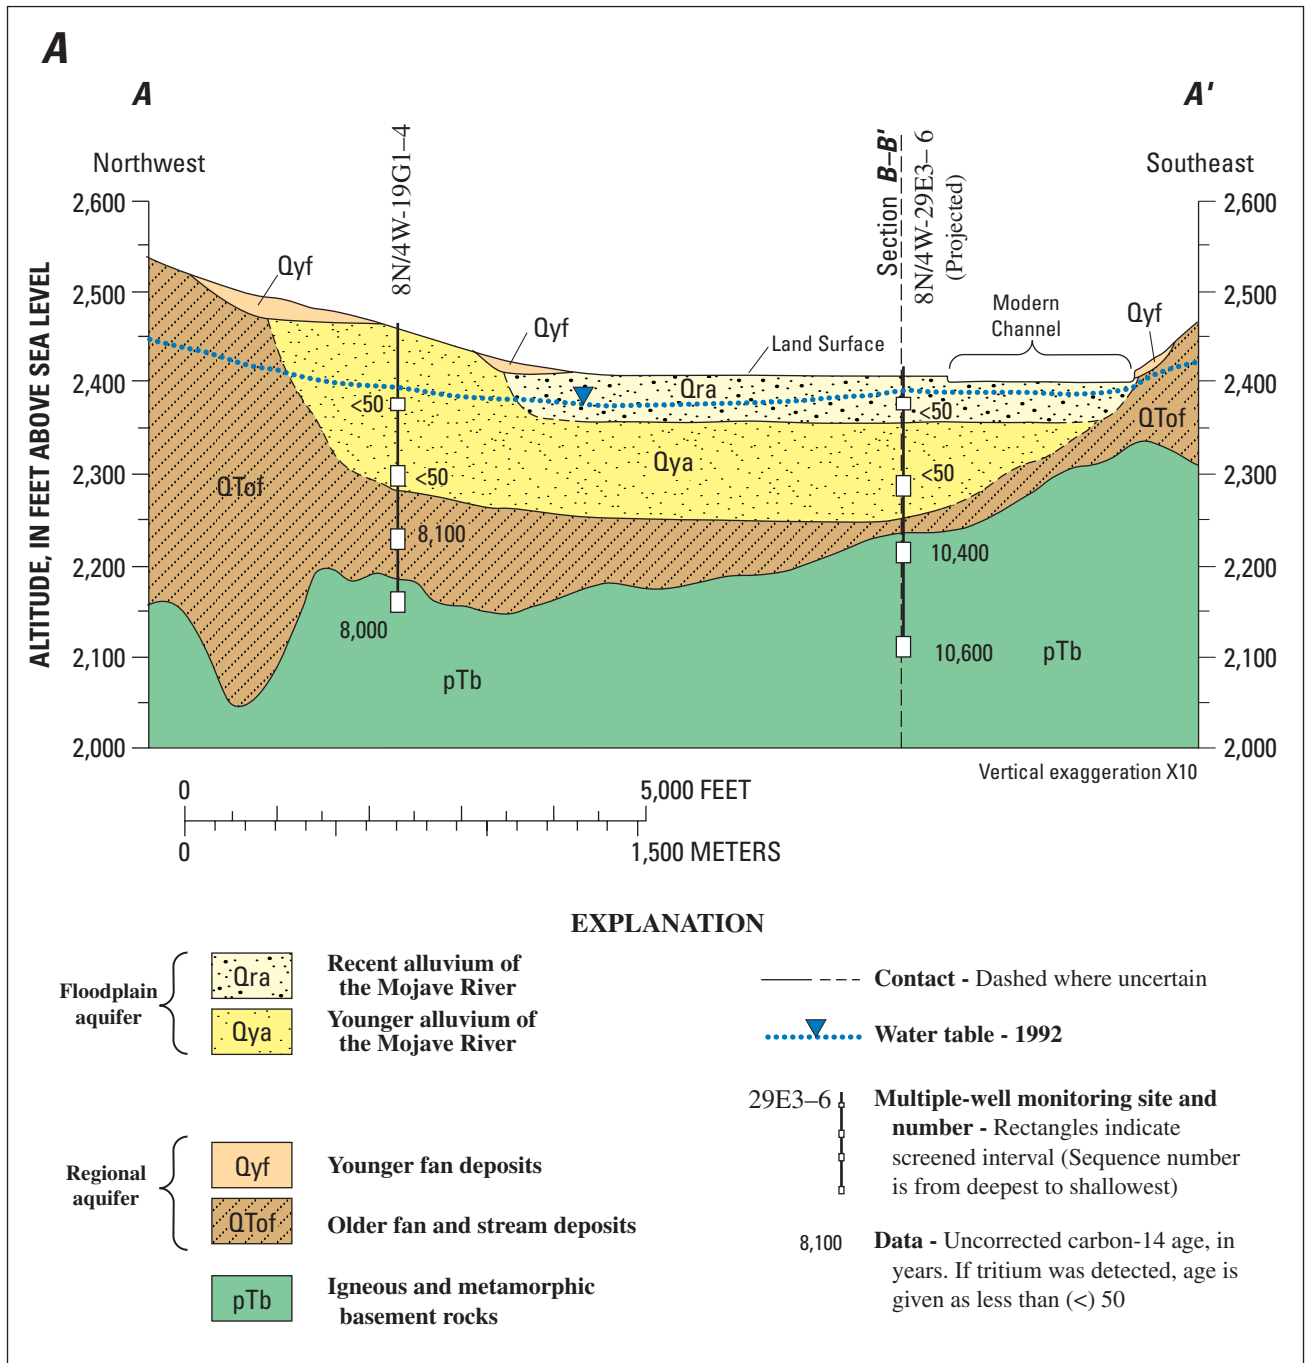 A
A
A'
Northwest
Southeast
8N/4W-19G1–4
Section B–B'
8N/4W-29E3– 6
(Projected)
2,600
2,500
2,400
2,300
2,200
2,100
2,000
2,600
2,500
2,400
2,300
2,200
2,100
2,000
ALTITUDE, IN FEET ABOVE SEA LEVEL
Qyf
Qyf
Land Surface
Modern
Channel
Qyf
Qra
QTof
<50
<50
Qya
<50
<50
QTof
8,100
8,000
10,400
10,600
pTb
pTb
Vertical exaggeration X10
0
5,000 FEET
0
1,500 METERS
EXPLANATION
Floodplain
aquifer
Qra
Recent alluvium of
the Mojave River
Qya
Younger alluvium of
the Mojave River
Regional
aquifer
Qyf
Younger fan deposits
QTof
Older fan and stream deposits
pTb
Igneous and metamorphic
basement rocks
Contact - Dashed where uncertain
Water table - 1992
29E3–6
Multiple-well monitoring site and
number - Rectangles indicate
screened interval (Sequence number
is from deepest to shallowest)
8,100
Data - Uncorrected carbon-14 age, in
years. If tritium was detected, age is
given as less than (<) 50